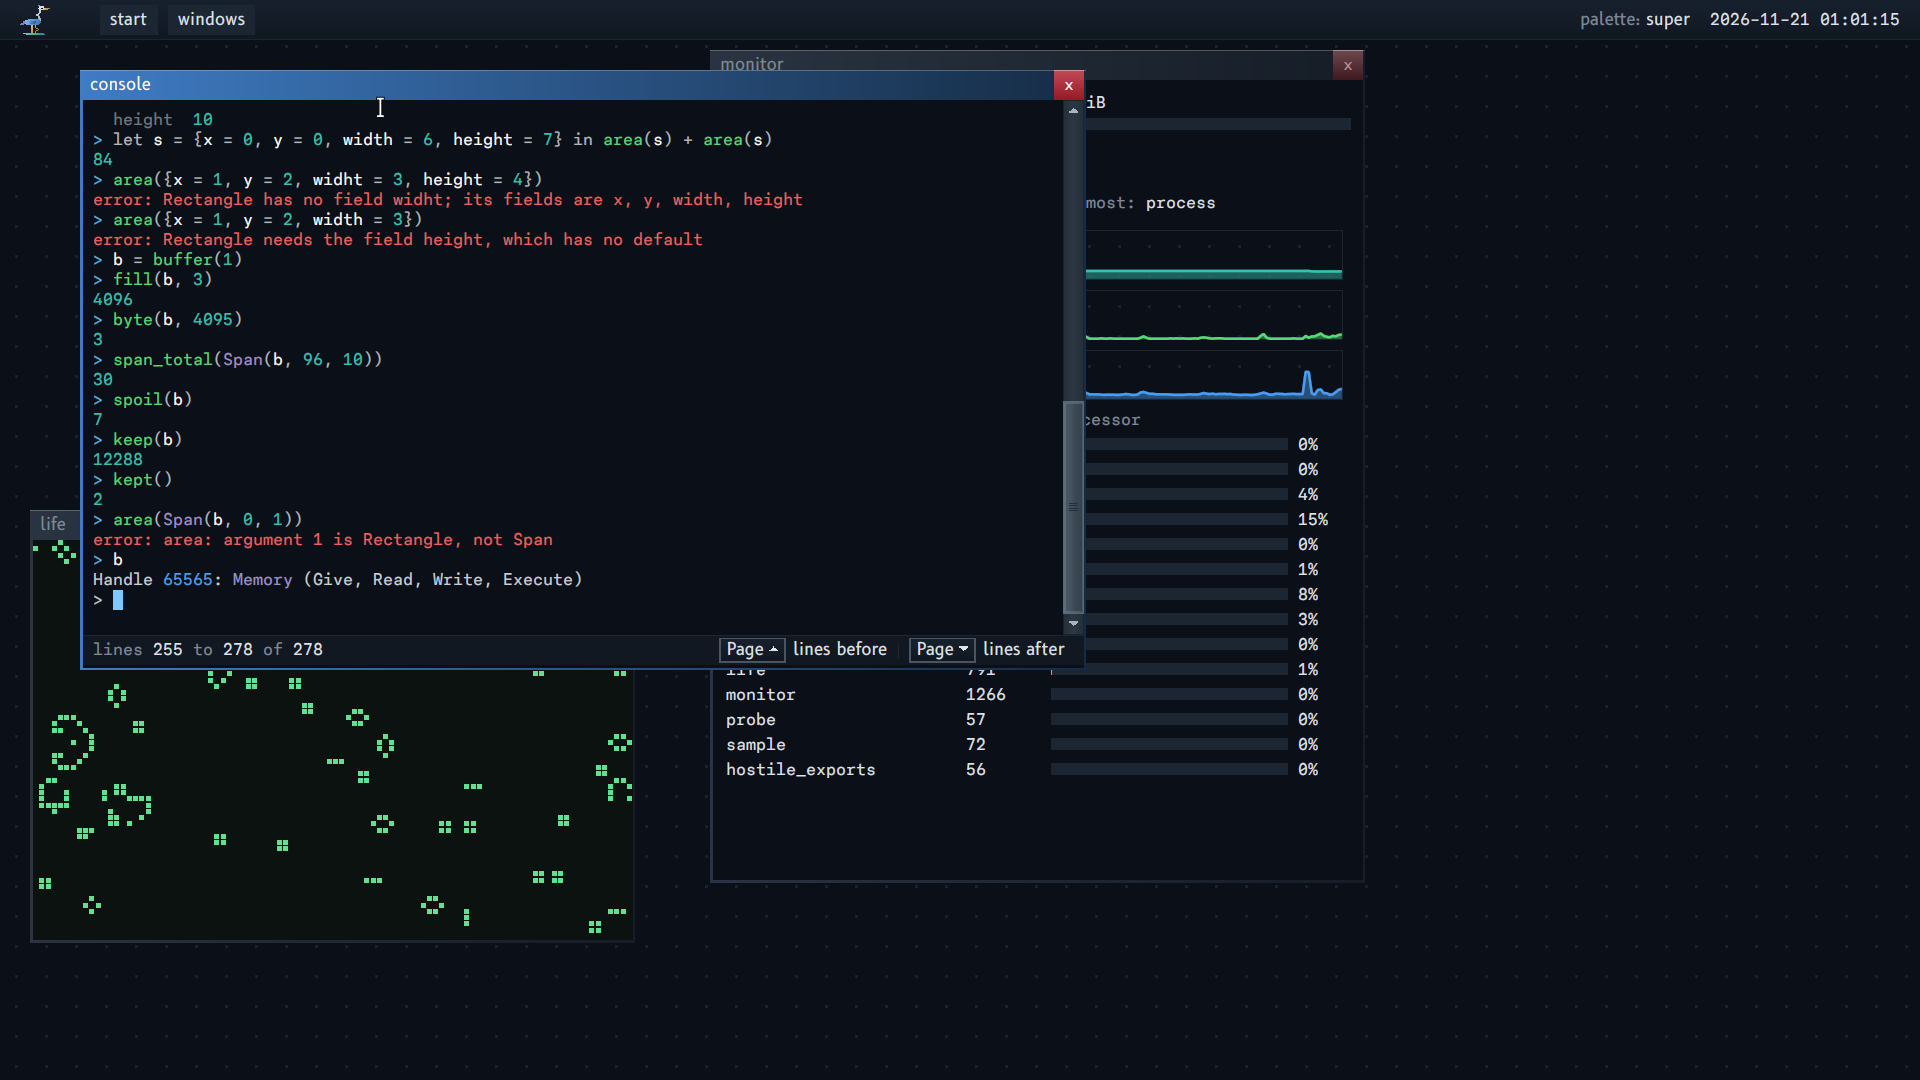 start windows palette: super 2026-11-21 01:01:15
monitor x
console x
iB
height 10
> let s = {x = 0, y = 0, width = 6, height = 7} in area(s) + area(s)
84
> area({x = 1, y = 2, widht = 3, height = 4})
error: Rectangle has no field widht; its fields are x, y, width, height
> area({x = 1, y = 2, width = 3})
error: Rectangle needs the field height, which has no default
> b = buffer(1)
> fill(b, 3)
4096
> byte(b, 4095)
3
> span_total(Span(b, 96, 10))
30
> spoil(b)
7
> keep(b)
12288
> kept()
2
> area(Span(b, 0, 1))
error: area: argument 1 is Rectangle, not Span
> b
Handle 65565: Memory (Give, Read, Write, Execute)
>
lines 255 to 278 of 278 Page lines before Page lines after
most: process
cessor
0%
0%
4%
15%
0%
1%
8%
3%
0%
life 791 1%
monitor 1266 0%
probe 57 0%
sample 72 0%
hostile_exports 56 0%
life